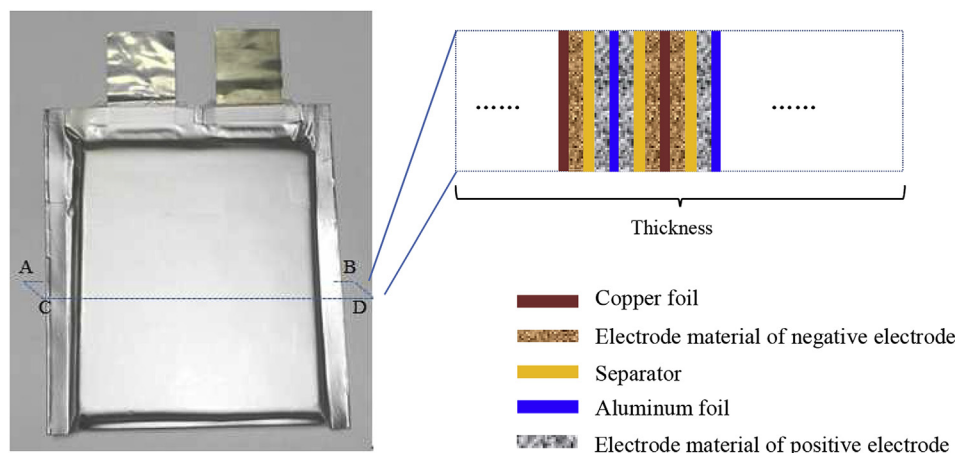 ...... ......
Thickness
A B
C D
Copper foil
Electrode material of negative electrode
Separator
Aluminum foil
Electrode material of positive electrode